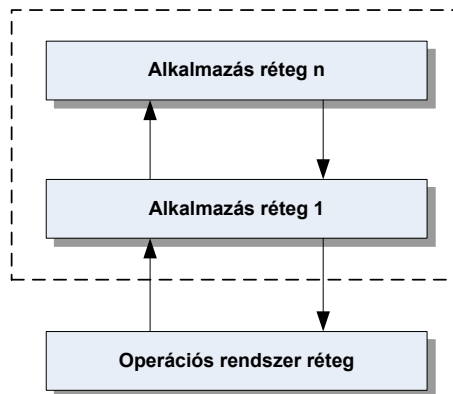 Alkalmazás réteg n
Alkalmazás réteg 1
Operációs rendszer réteg